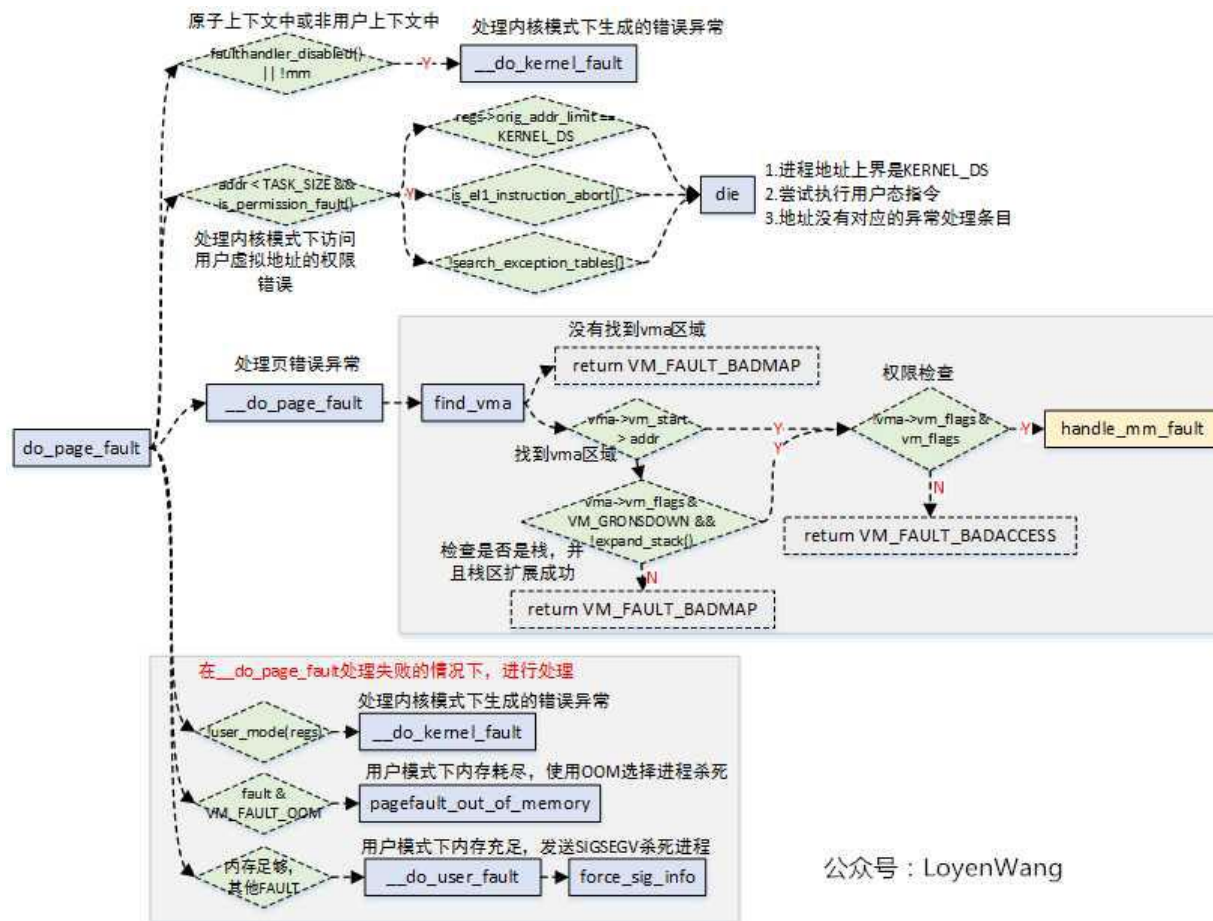 原子上下文中或非用户上下文中
faulthandler_disabled()
|| !mm
Y
处理内核模式下生成的错误异常
__do_kernel_fault
regs->orig_addr_limit ==
KERNEL_DS
addr < TASK_SIZE &&
is_permission_fault()
Y
is_el1_instruction_abort()
die
1.进程地址上界是KERNEL_DS
2.尝试执行用户态指令
3.地址没有对应的异常处理条目
处理内核模式下访问
用户虚拟地址的权限
错误
!search_exception_tables()
没有找到vma区域
return VM_FAULT_BADMAP
处理页错误异常
__do_page_fault
find_vma
权限检查
vma->vm_start
> addr
Y
!vma->vm_flags &
vm_flags
Y
handle_mm_fault
do_page_fault
找到vma区域
Y
N
vma->vm_flags &
VM_GRONSDOWN &&
!expand_stack()
return VM_FAULT_BADACCESS
检查是否是栈，并
且栈区扩展成功
N
return VM_FAULT_BADMAP
在__do_page_fault处理失败的情况下，进行处理
处理内核模式下生成的错误异常
!user_mode(regs)
__do_kernel_fault
用户模式下内存耗尽，使用OOM选择进程杀死
fault &
VM_FAULT_OOM
pagefault_out_of_memory
用户模式下内存充足，发送SIGSEGV杀死进程
内存足够，
其他FAULT
__do_user_fault
force_sig_info
公众号：LoyenWang